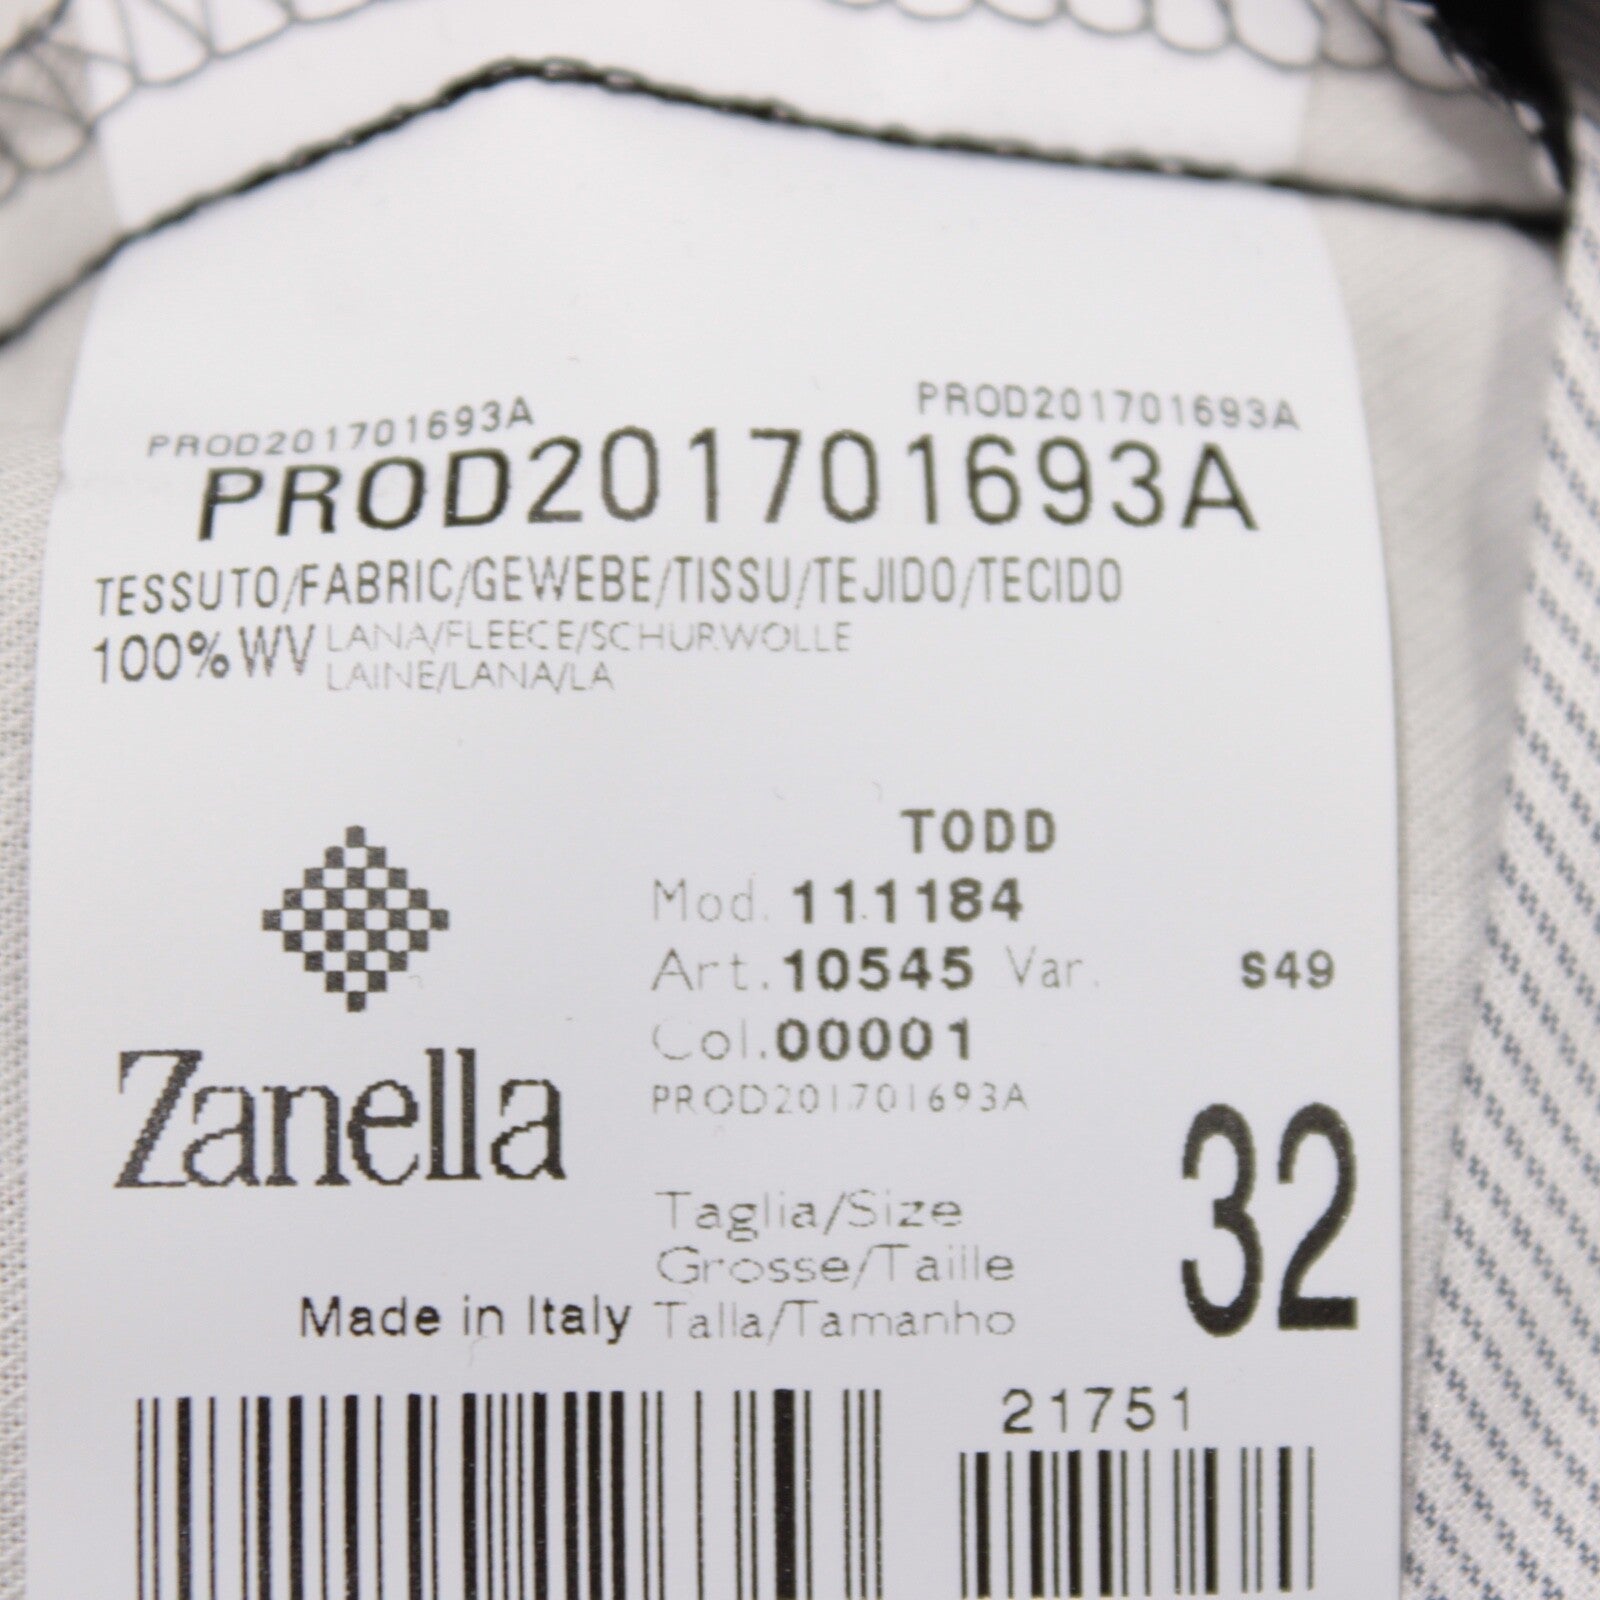 PROD201701693A
PROD201701693A
PROD201701693A
TESSUTO/FABRIC/GEWEBE/TISSU/TEJIDO/TECIDO
100% WV LANA/FLEECE/SCHURWOLLE
LAINE/LANA/LA
TODD
Mod. 111184
Art. 10545 Var. S49
Col. 00001
PROD201701693A
Zanella
Taglia/Size
Grosse/Taille
Talla/Tamanho
32
Made in Italy
21751